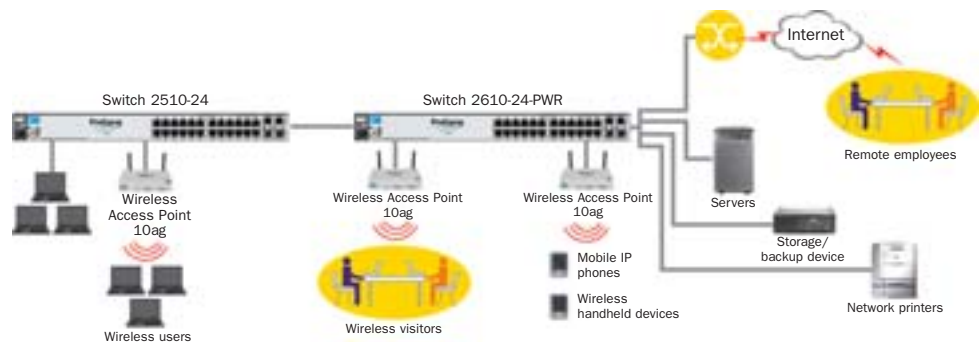 Internet
Switch 2510-24
Switch 2610-24-PWR
Remote employees
Wireless
Access Point
10ag
Wireless Access Point
10ag
Wireless Access Point
10ag
Servers
Storage/
backup device
Mobile IP
phones
Wireless
handheld devices
Network printers
Wireless visitors
Wireless users